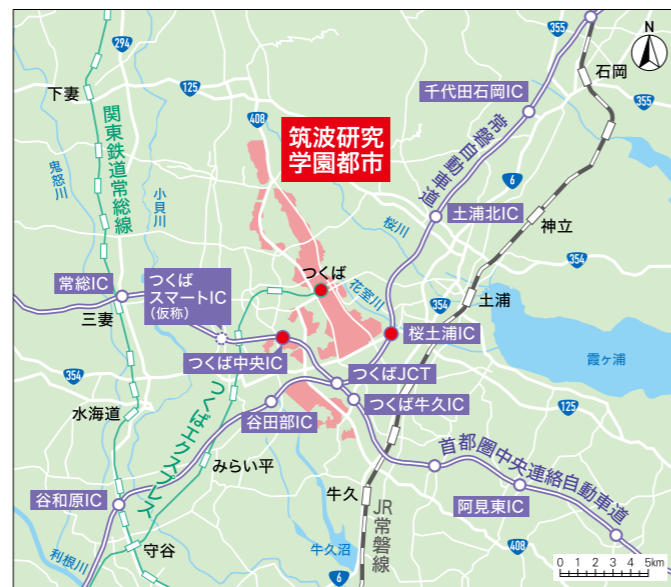 N
294
125
355
355
408
6
354
354
354
125
408
6
石岡
下妻
千代田石岡IC
関東鉄道常総線
鬼怒川
小貝川
筑波研究
学園都市
常磐自動車道
桜川
土浦北IC
神立
つくば
花室川
常総IC
三妻
つくば
スマートIC
(仮称)
土浦
桜土浦IC
霞ヶ浦
つくば中央IC
つくばJCT
つくば牛久IC
水海道
谷田部IC
つくばエクスプレス
みらい平
首都圏中央連絡自動車道
谷和原IC
牛久
JR常磐線
阿見東IC
利根川
守谷
牛久沼
0 1 2 3 4 5km